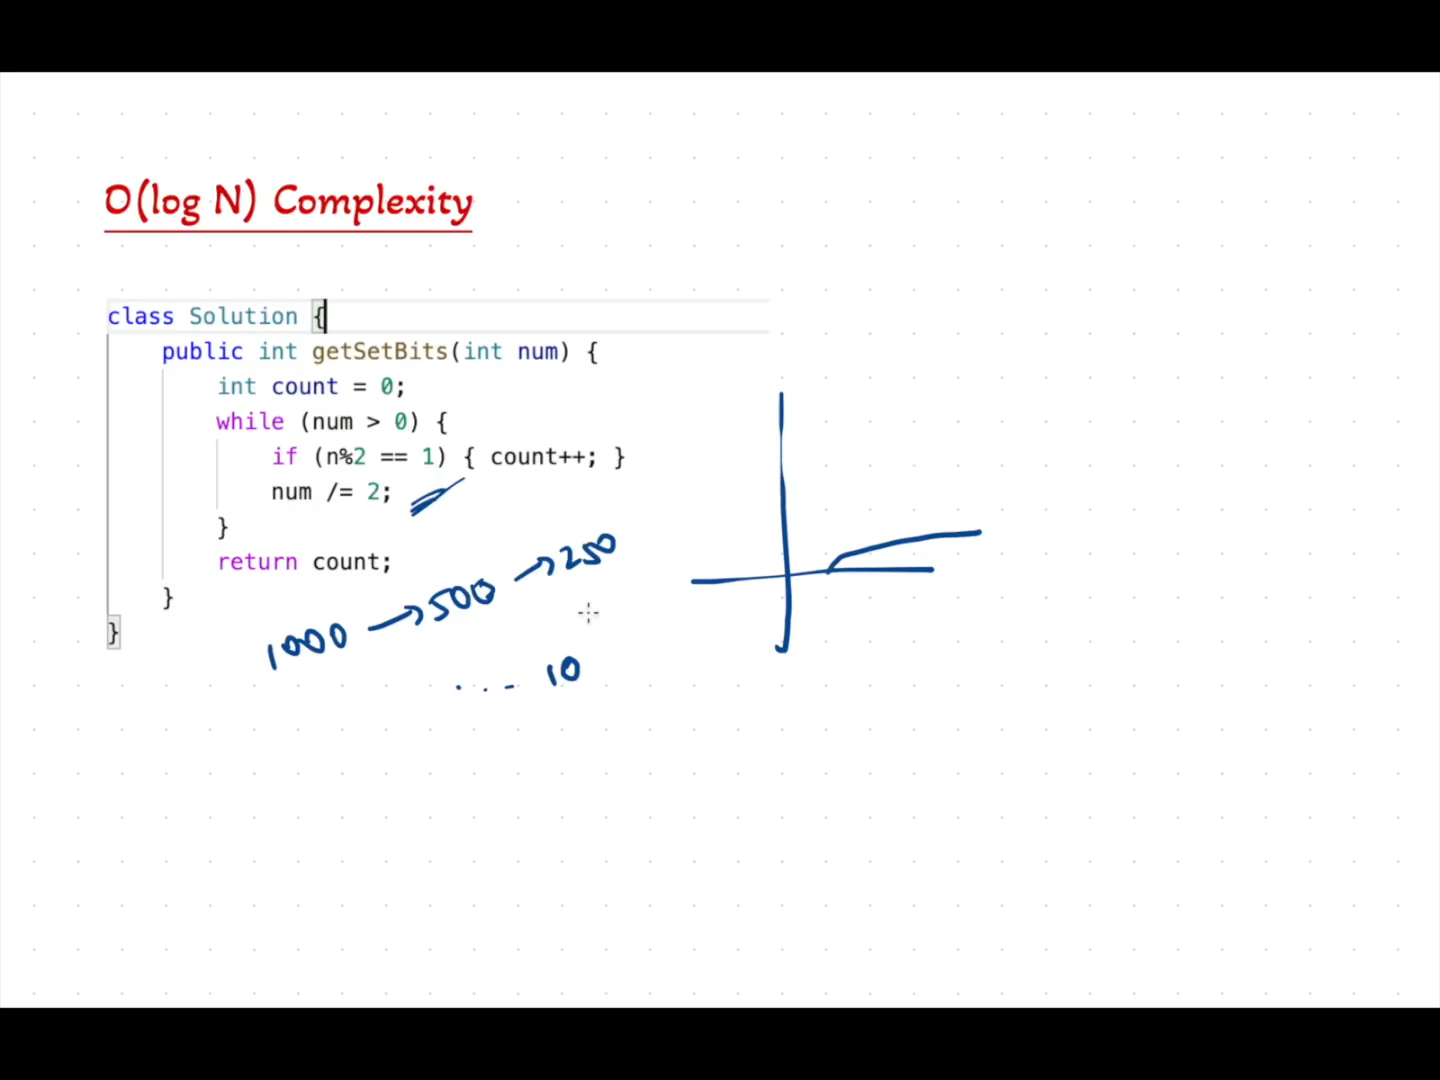 O(log N) Complexity
class Solution {
public int getSetBits(int num) {
int count = 0;
while (num > 0) {
if (n%2 == 1) { count++; }
num /= 2;
}
return count;
}
}
1000 → 500 → 250
... 10